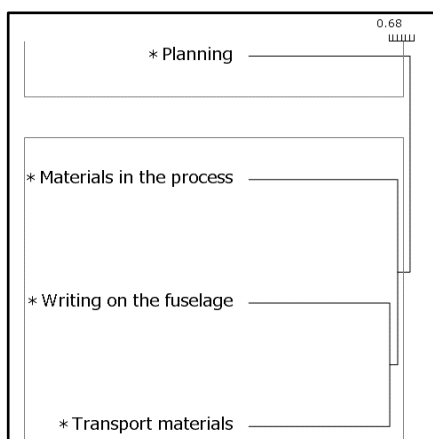 0.68
* Planning
* Materials in the process
* Writing on the fuselage
* Transport materials